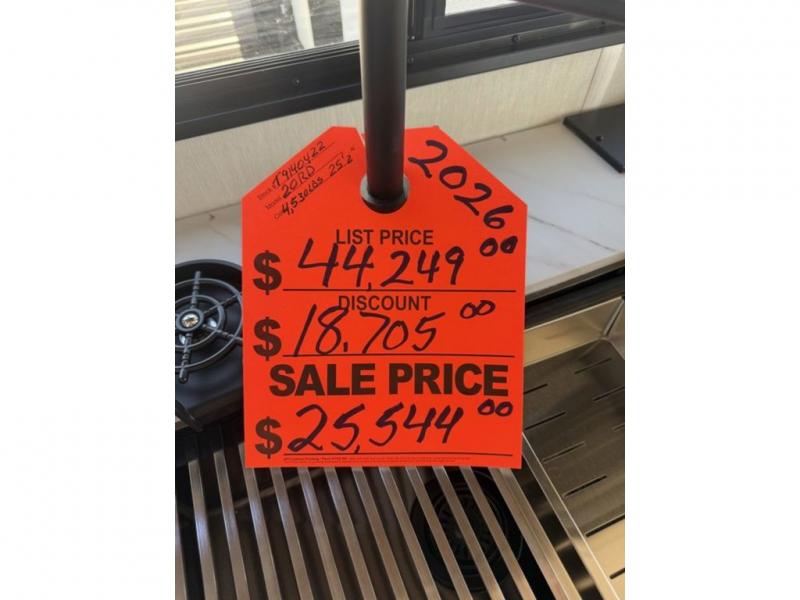 Stock# T9140422
Model 20RD
4,530LBS 25'2"
2026
LIST PRICE
$ 44,249 00
DISCOUNT
$ 18,705 00
SALE PRICE
$ 25,544 00